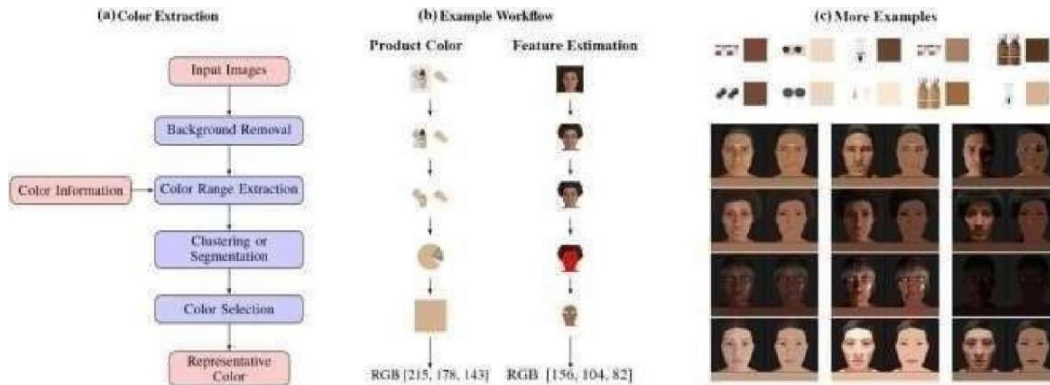 (a) Color Extraction
Input Images
Background Removal
Color Information
Color Range Extraction
Clustering or
Segmentation
Color Selection
Representative
Color
(b) Example Workflow
Product Color
Feature Estimation
RGB [215, 178, 143]
RGB [156, 104, 82]
(c) More Examples